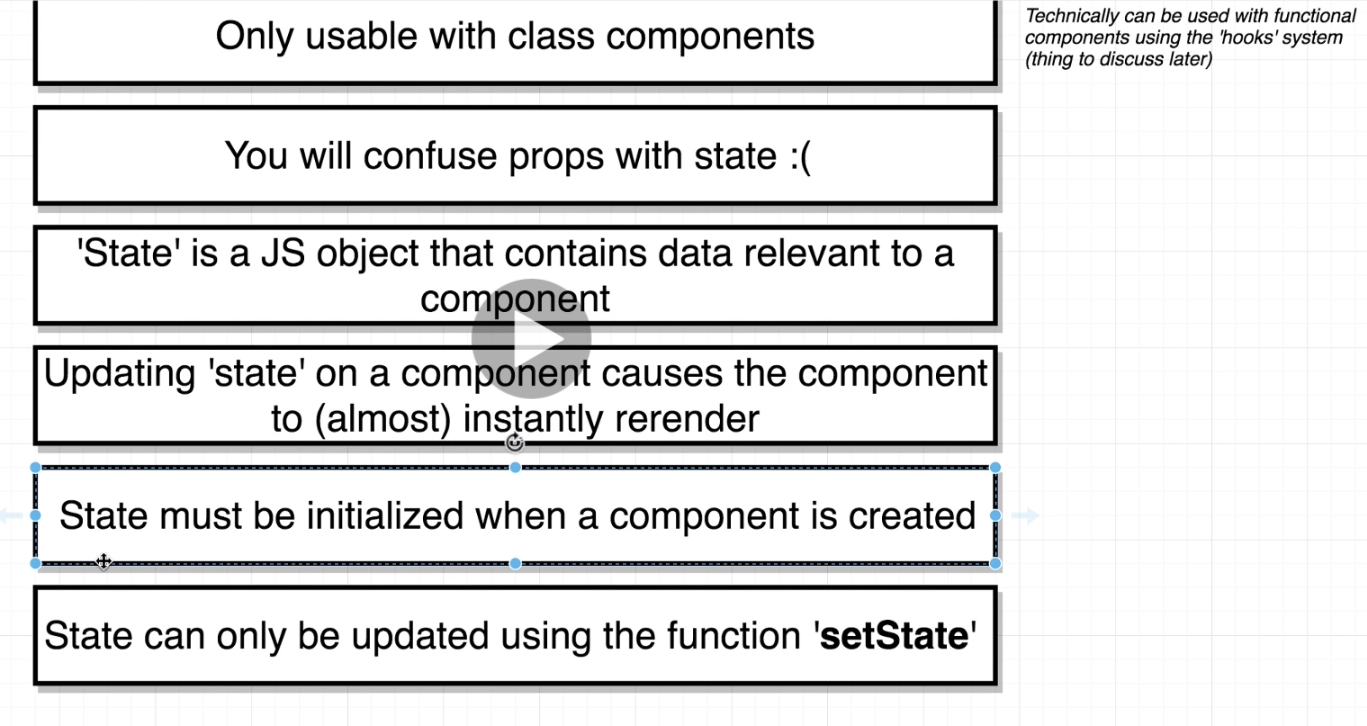 Only usable with class components
Technically can be used with functional
components using the 'hooks' system
(thing to discuss later)
You will confuse props with state :(
'State' is a JS object that contains data relevant to a
component
Updating 'state' on a component causes the component
to (almost) instantly rerender
State must be initialized when a component is created
State can only be updated using the function 'setState'